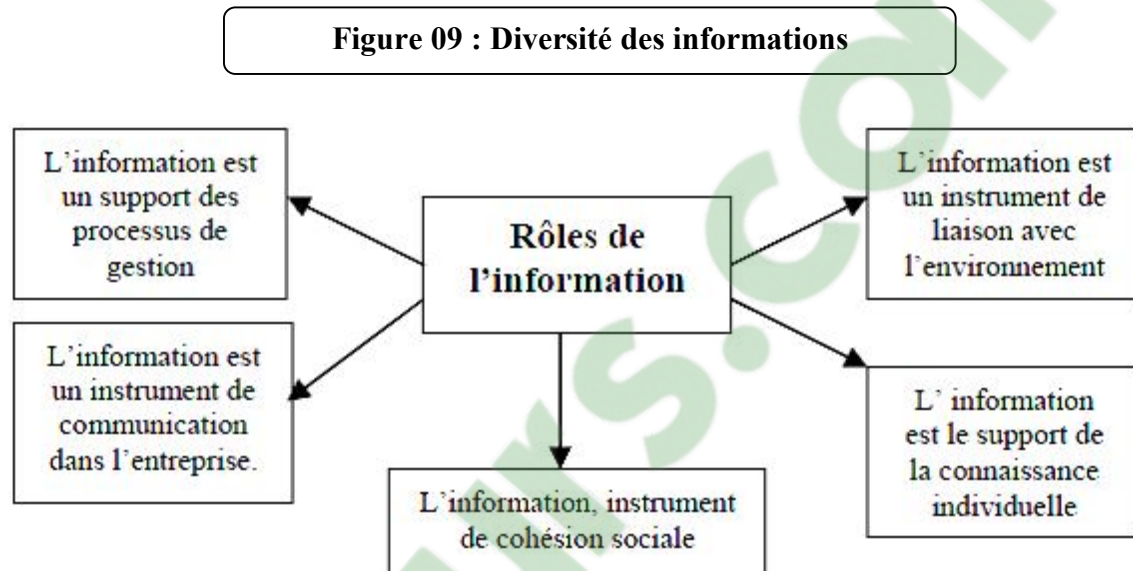 Figure 09 : Diversité des informations
L'information est
un support des
processus de
gestion
Rôles de
l'information
L'information est
un instrument de
liaison avec
l'environnement
L'information est
un instrument de
communication
dans l'entreprise.
L' information
est le support de
la connaissance
individuelle
L'information, instrument
de cohésion sociale
urs.com